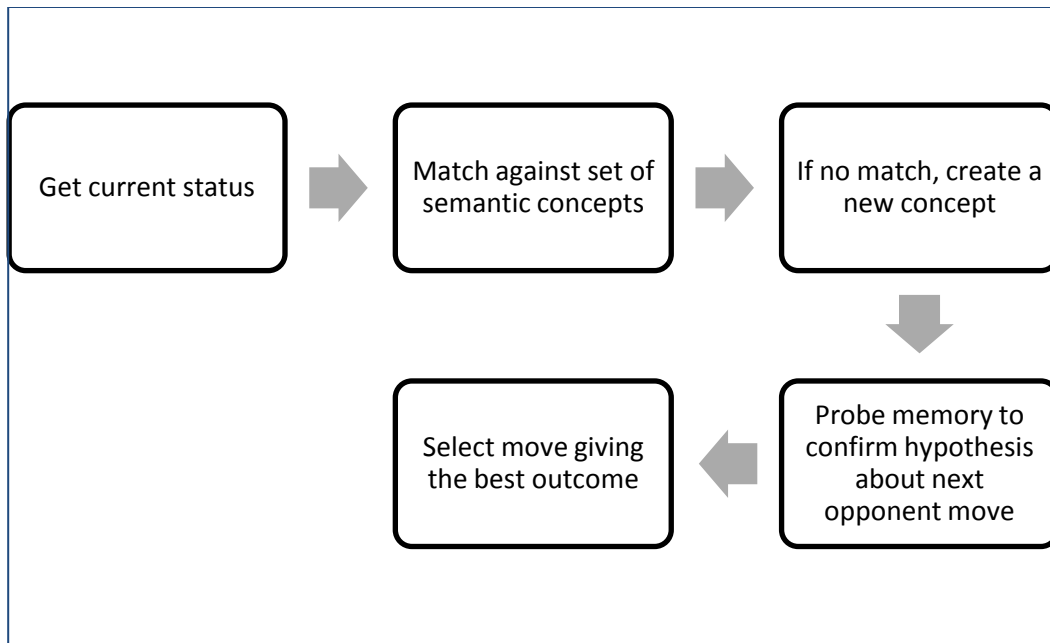 Get current status
Match against set of
semantic concepts
If no match, create a
new concept
Probe memory to
confirm hypothesis
about next
opponent move
Select move giving
the best outcome